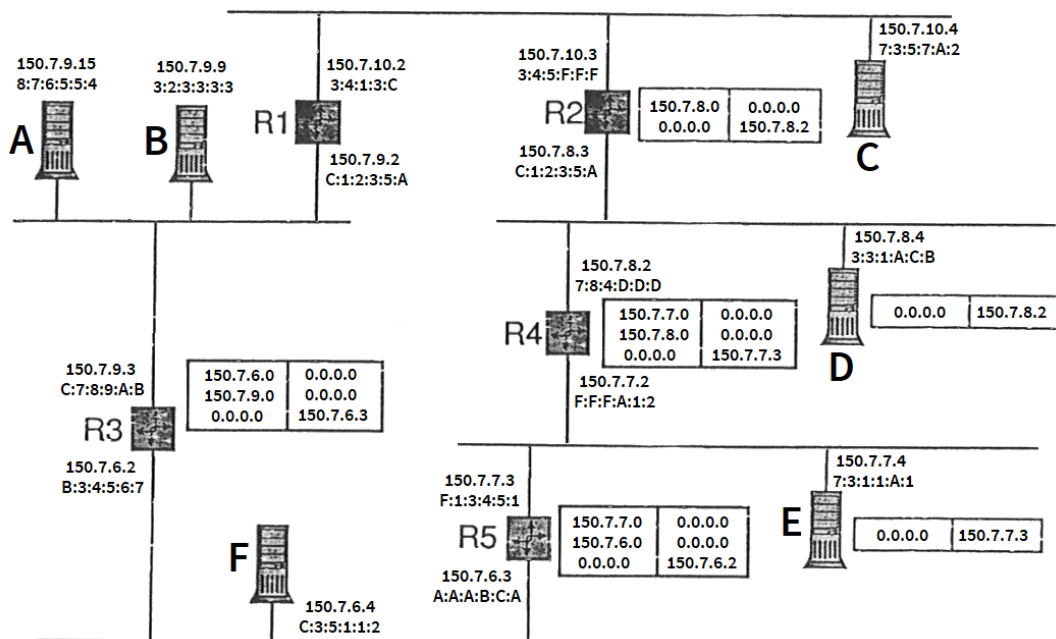 150.7.9.15
8:7:6:5:5:4
A
150.7.9.9
3:2:3:3:3:3
B
150.7.10.2
3:4:1:3:C
R1
150.7.9.2
C:1:2:3:5:A
150.7.10.3
3:4:5:F:F:F
R2
150.7.8.0 0.0.0.0
0.0.0.0 150.7.8.2
150.7.8.3
C:1:2:3:5:A
150.7.10.4
7:3:5:7:A:2
C
150.7.8.2
7:8:4:D:D:D
R4
150.7.7.0 0.0.0.0
150.7.8.0 0.0.0.0
0.0.0.0 150.7.7.3
150.7.7.2
F:F:F:A:1:2
150.7.8.4
3:3:1:A:C:B
D
0.0.0.0 150.7.8.2
150.7.9.3
C:7:8:9:A:B
R3
150.7.6.0 0.0.0.0
150.7.9.0 0.0.0.0
0.0.0.0 150.7.6.3
150.7.6.2
B:3:4:5:6:7
F
150.7.6.4
C:3:5:1:1:2
150.7.7.3
F:1:3:4:5:1
R5
150.7.7.0 0.0.0.0
150.7.6.0 0.0.0.0
0.0.0.0 150.7.6.2
150.7.6.3
A:A:A:B:C:A
150.7.7.4
7:3:1:1:A:1
E
0.0.0.0 150.7.7.3